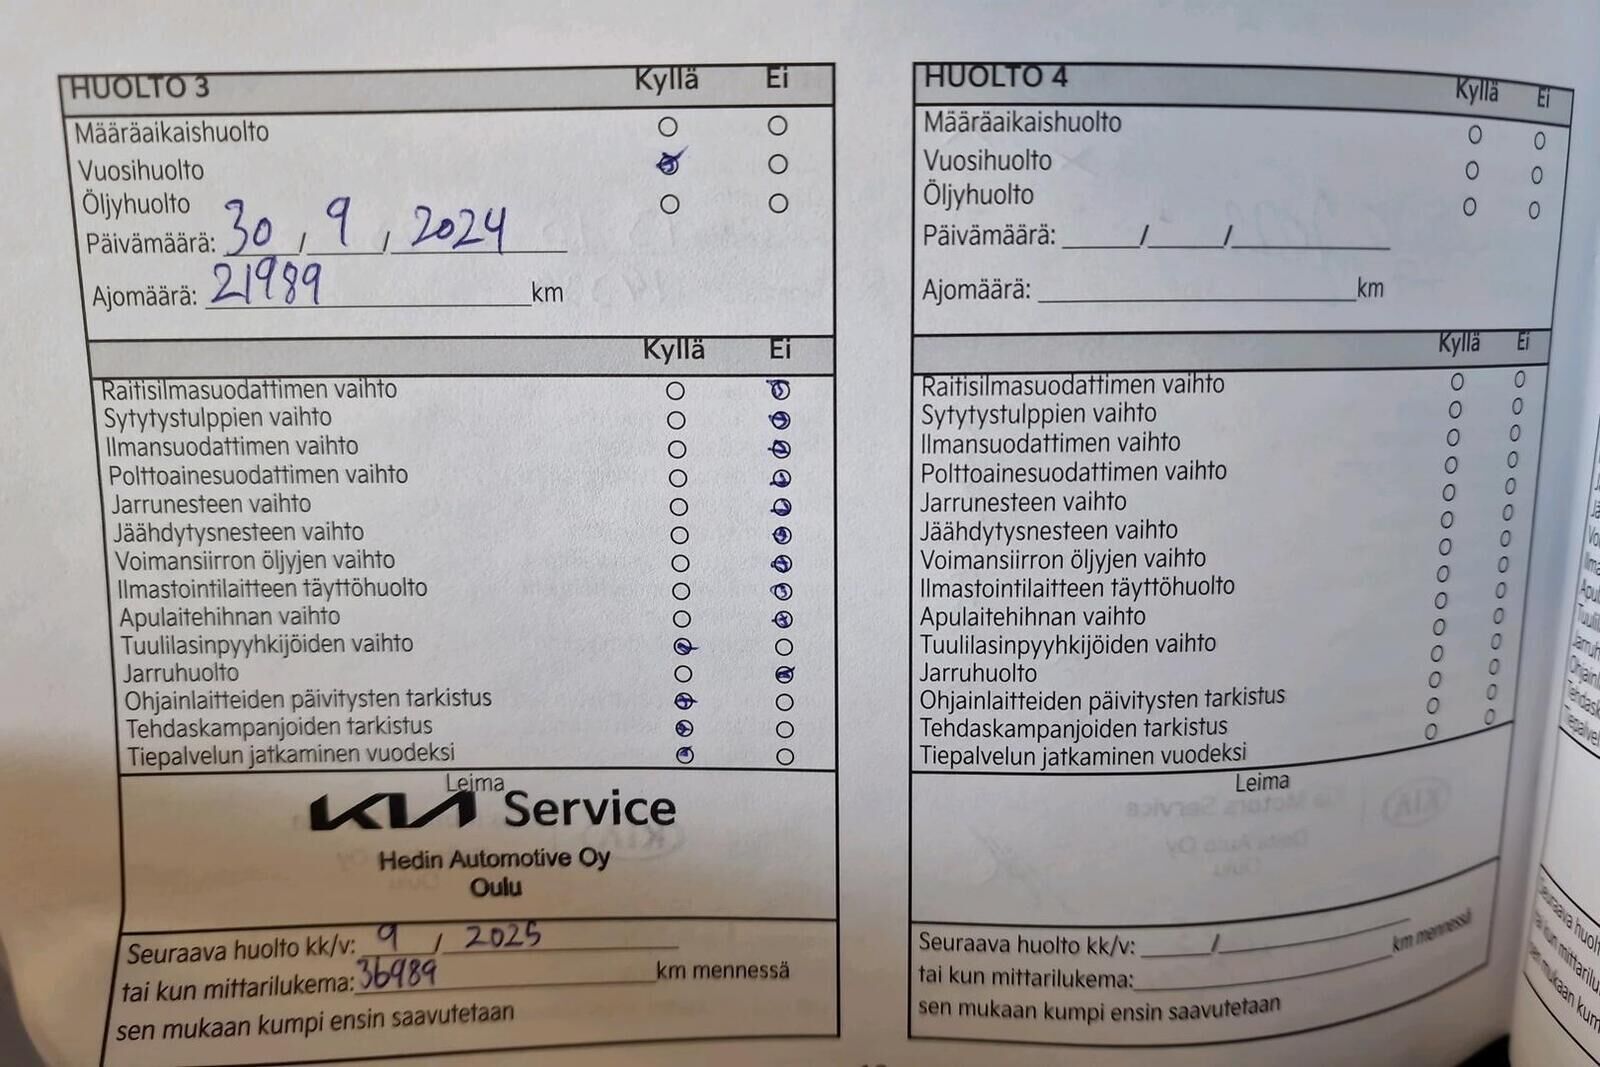 HUOLTO 3 Kyllä Ei
Määräaikaishuolto
Vuosihuolto
Öljyhuolto
Päivämäärä: 30 / 9 / 2024
Ajomäärä: 21989 km
Kyllä Ei
Raitisilmasuodattimen vaihto
Sytytystulppien vaihto
Ilmansuodattimen vaihto
Polttoainesuodattimen vaihto
Jarrunesteen vaihto
Jäähdytysnesteen vaihto
Voimansiirron öljyjen vaihto
Ilmastointilaitteen täyttöhuolto
Apulaitehihnan vaihto
Tuulilasinpyyhkijöiden vaihto
Jarruhuolto
Ohjainlaitteiden päivitysten tarkistus
Tehdaskampanjoiden tarkistus
Tiepalvelun jatkaminen vuodeksi
Leima
KIA Service
Hedin Automotive Oy
Oulu
Seuraava huolto kk/v: 9 / 2025
tai kun mittarilukema: 36989 km mennessä
sen mukaan kumpi ensin saavutetaan
HUOLTO 4 Kyllä Ei
Määräaikaishuolto
Vuosihuolto
Öljyhuolto
Päivämäärä: / /
Ajomäärä: km
Kyllä Ei
Raitisilmasuodattimen vaihto
Sytytystulppien vaihto
Ilmansuodattimen vaihto
Polttoainesuodattimen vaihto
Jarrunesteen vaihto
Jäähdytysnesteen vaihto
Voimansiirron öljyjen vaihto
Ilmastointilaitteen täyttöhuolto
Apulaitehihnan vaihto
Tuulilasinpyyhkijöiden vaihto
Jarruhuolto
Ohjainlaitteiden päivitysten tarkistus
Tehdaskampanjoiden tarkistus
Tiepalvelun jatkaminen vuodeksi
Leima
Seuraava huolto kk/v: /
tai kun mittarilukema: km mennessä
sen mukaan kumpi ensin saavutetaan